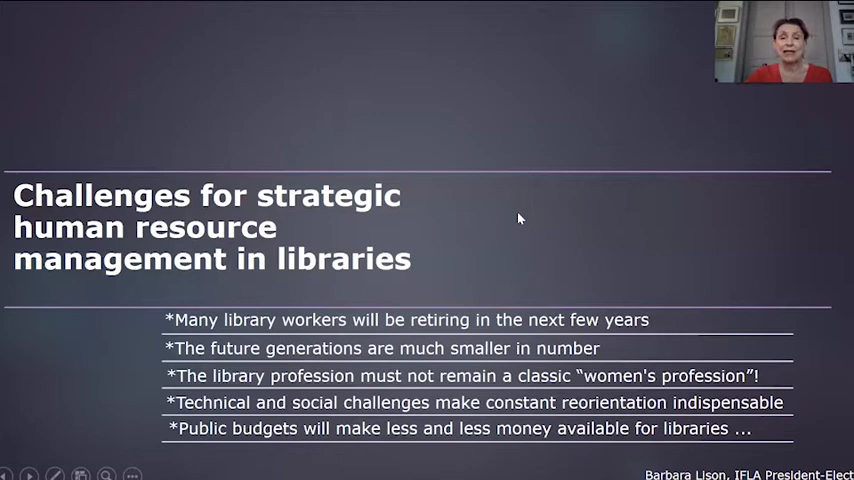 Challenges for strategic
human resource
management in libraries
*Many library workers will be retiring in the next few years
*The future generations are much smaller in number
*The library profession must not remain a classic “women's profession”!
*Technical and social challenges make constant reorientation indispensable
*Public budgets will make less and less money available for libraries ...
Barbara Lison, IFLA President-Elect